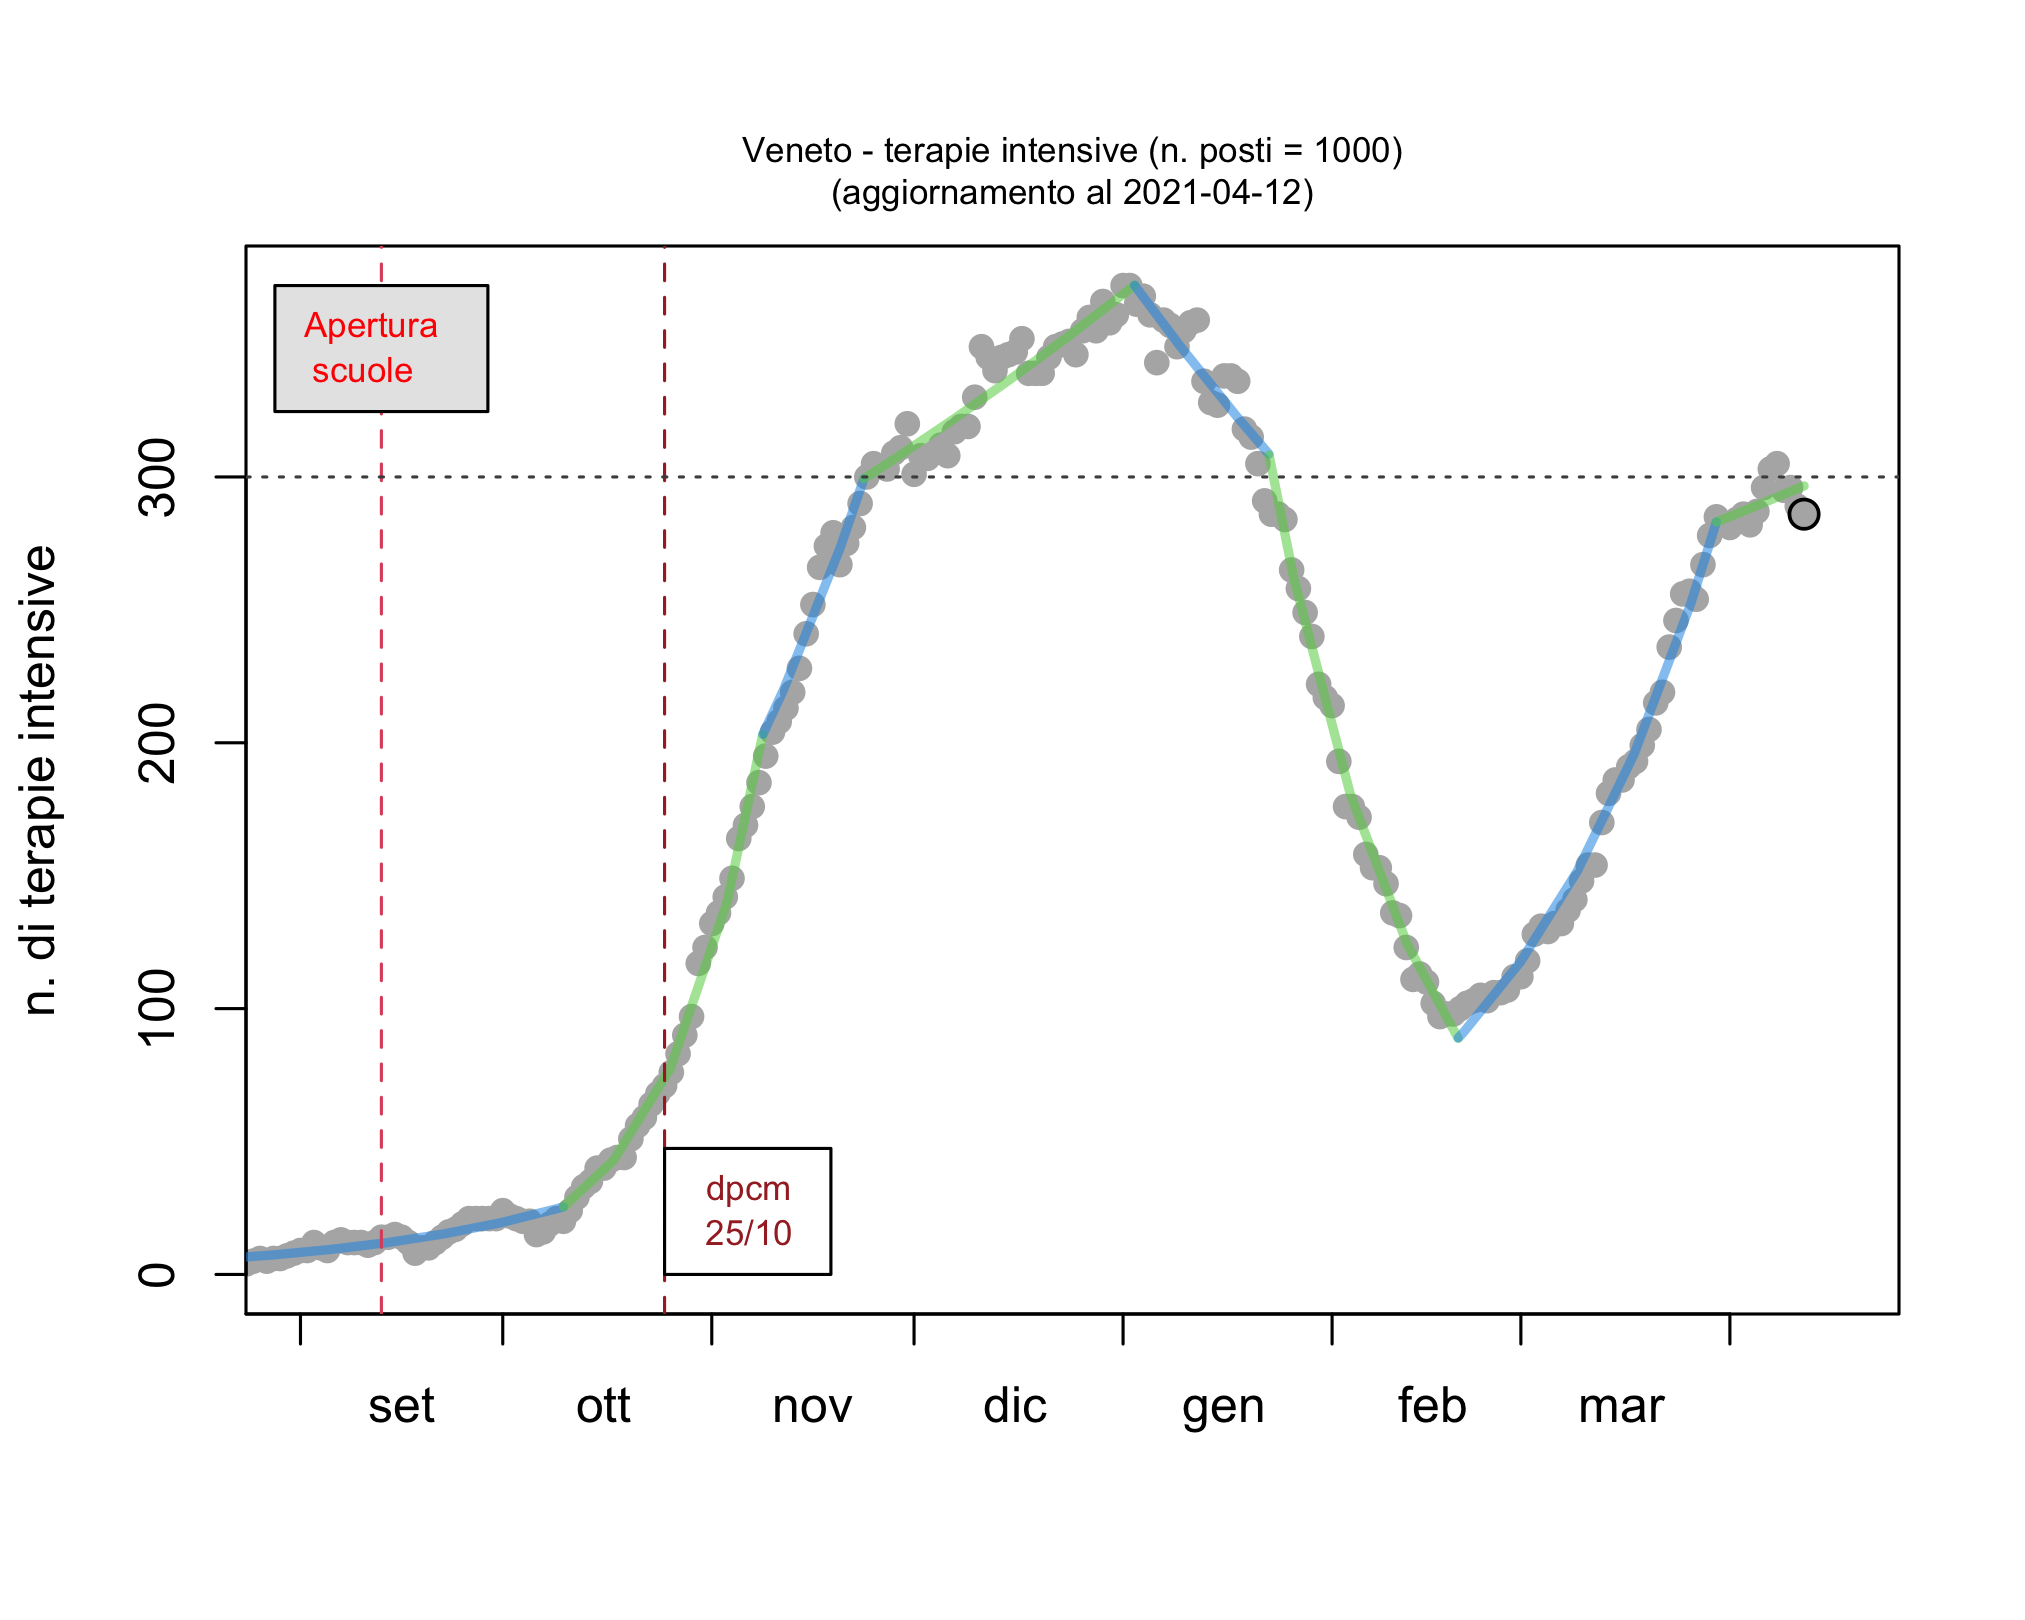 Veneto - terapie intensive (n. posti = 1000)
(aggiornamento al 2021-04-12)
Apertura
scuole
n. di terapie intensive
300
200
100
0
dpcm
25/10
set ott nov dic gen feb mar